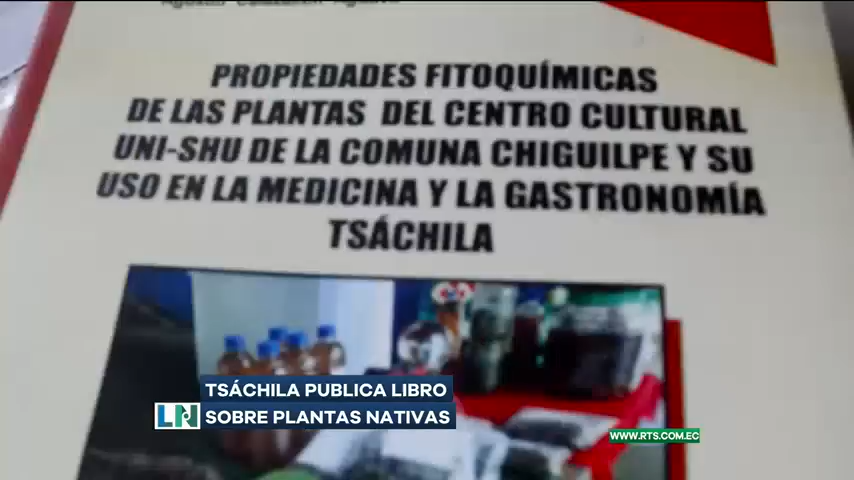 PROPIEDADES FITOQUÍMICAS
DE LAS PLANTAS DEL CENTRO CULTURAL
UNI-SHU DE LA COMUNA CHIGUILPE Y SU
USO EN LA MEDICINA Y LA GASTRONOMÍA
TSÁCHILA
TSÁCHILA PUBLICA LIBRO
LN SOBRE PLANTAS NATIVAS
WWW.RTS.COM.EC